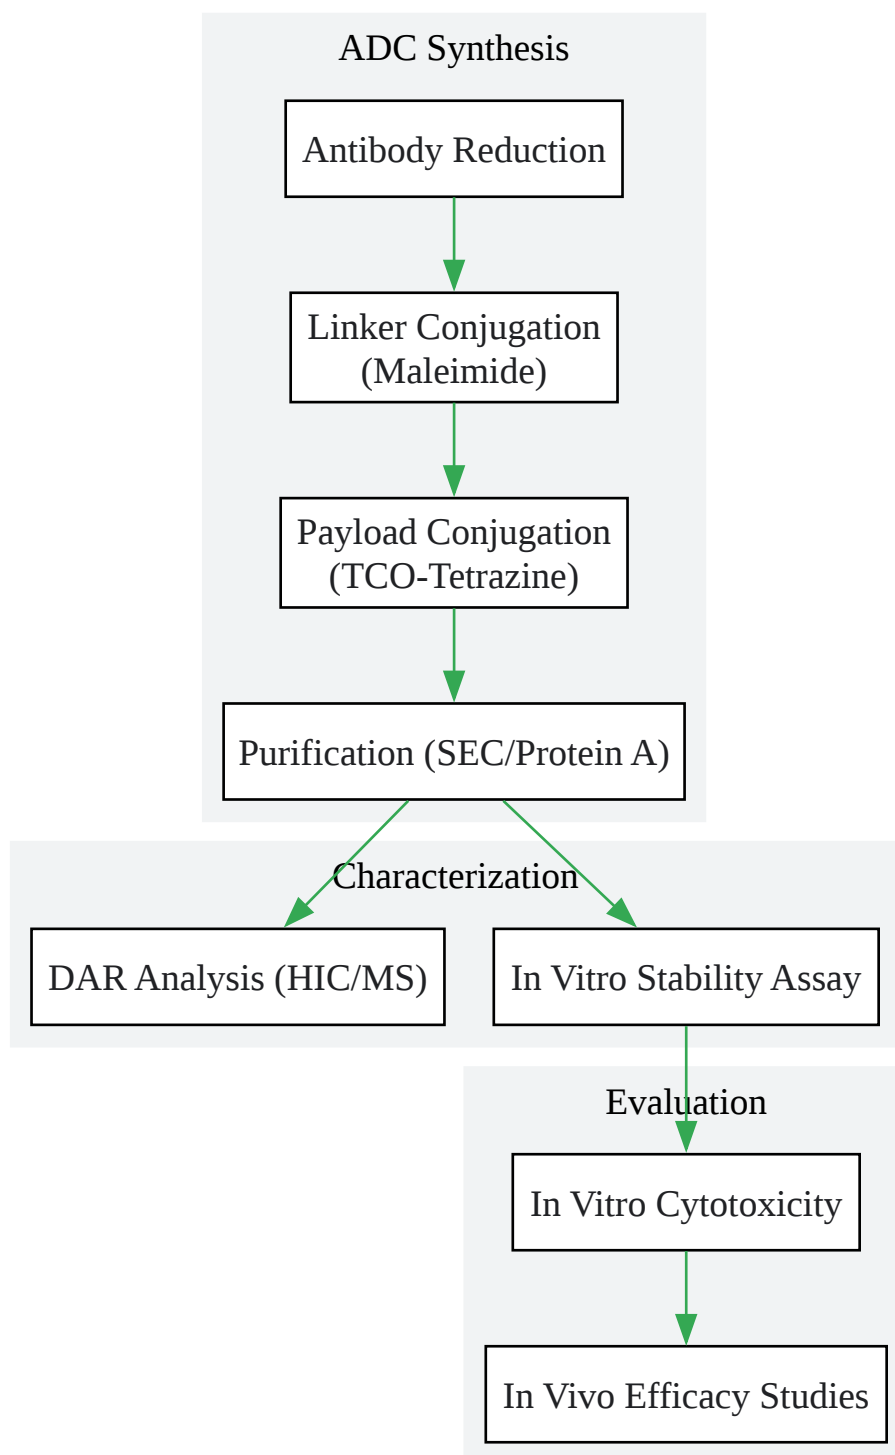 ADC Synthesis
Antibody Reduction
Linker Conjugation
(Maleimide)
Payload Conjugation
(TCO-Tetrazine)
Purification (SEC/Protein A)
Characterization
DAR Analysis (HIC/MS)
In Vitro Stability Assay
Evaluation
In Vitro Cytotoxicity
In Vivo Efficacy Studies